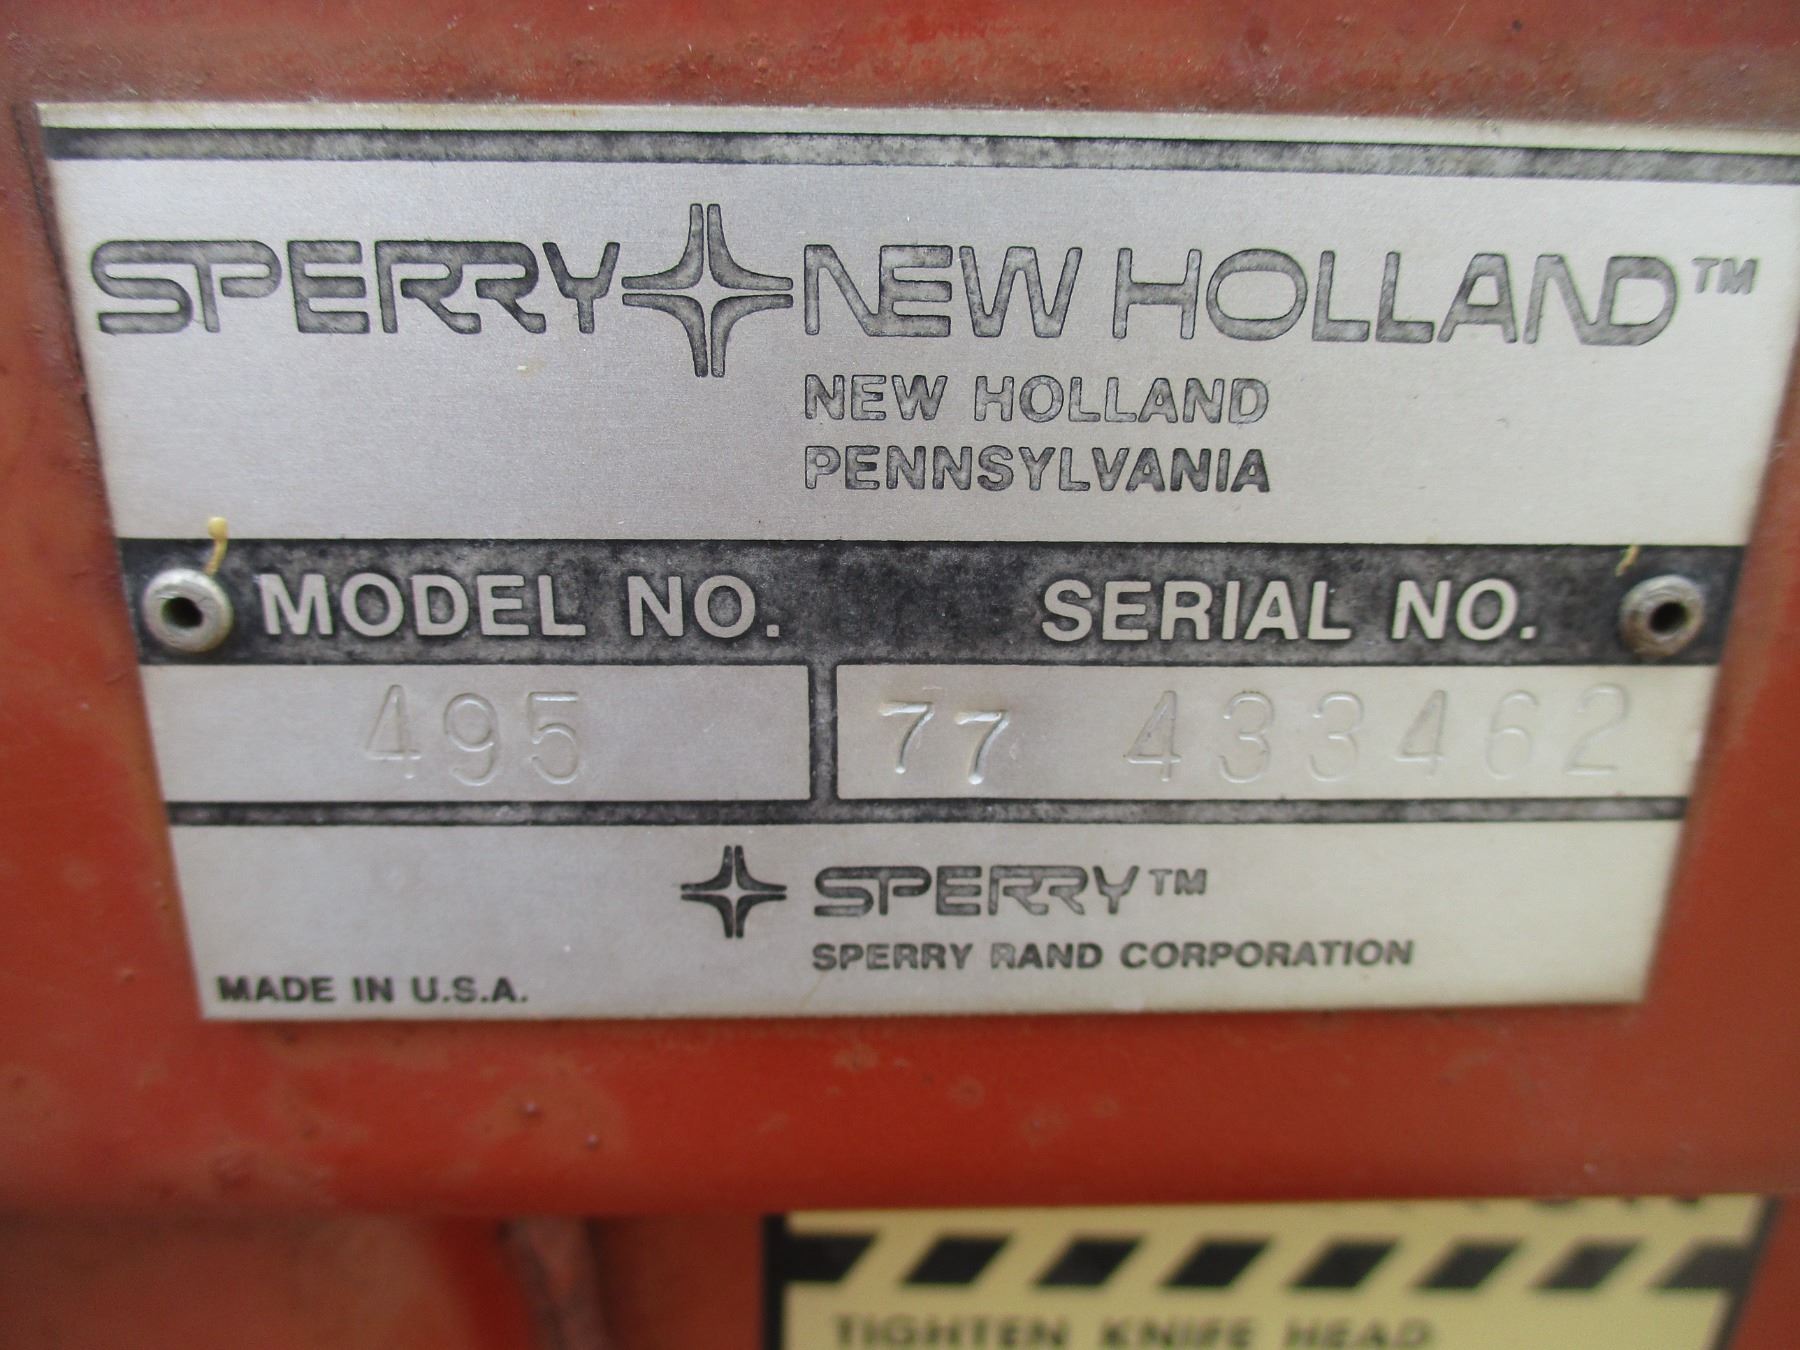 SPERRY NEW HOLLAND™
NEW HOLLAND
PENNSYLVANIA
MODEL NO. SERIAL NO.
495 77 433462
SPERRY™
SPERRY RAND CORPORATION
MADE IN U.S.A.
TIGHTEN KNIFE HEAD